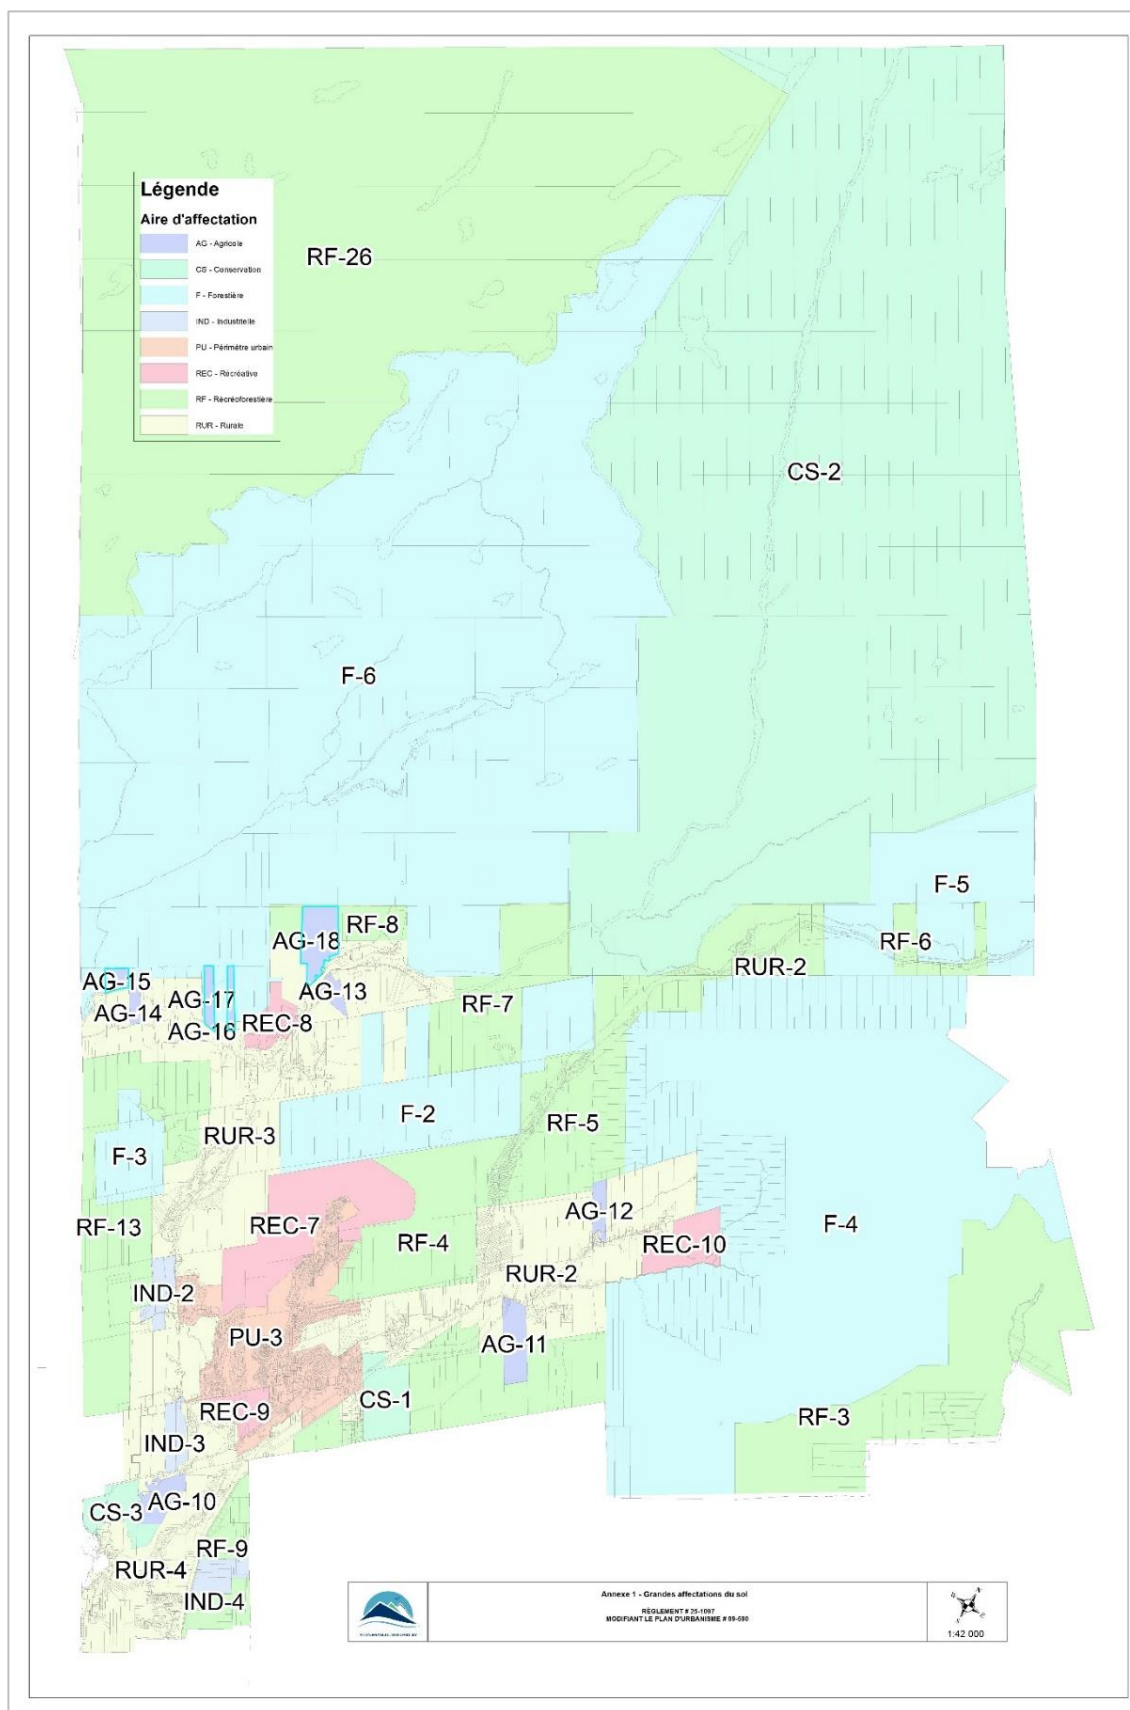 Légende
Aire d'affectation
AG - Agricole
CS - Conservation
F - Forestière
IND - Industrielle
PU - Périmètre urbain
REC - Récréative
RF - Récréoforestière
RUR - Rurale
RF-26
CS-2
F-6
F-5
RF-8
AG-18
RF-6
RUR-2
AG-15
AG-17
AG-13
AG-14
RF-7
AG-16
REC-8
F-2
RF-5
RUR-3
F-3
AG-12
RF-13
REC-7
F-4
RF-4
REC-10
RUR-2
IND-2
PU-3
AG-11
CS-1
REC-9
RF-3
IND-3
AG-10
CS-3
RF-9
RUR-4
IND-4
Annexe 1 - Grandes affectations du sol
RÈGLEMENT # 25-1097
MODIFIANT LE PLAN D'URBANISME # 09-500
1:42 000